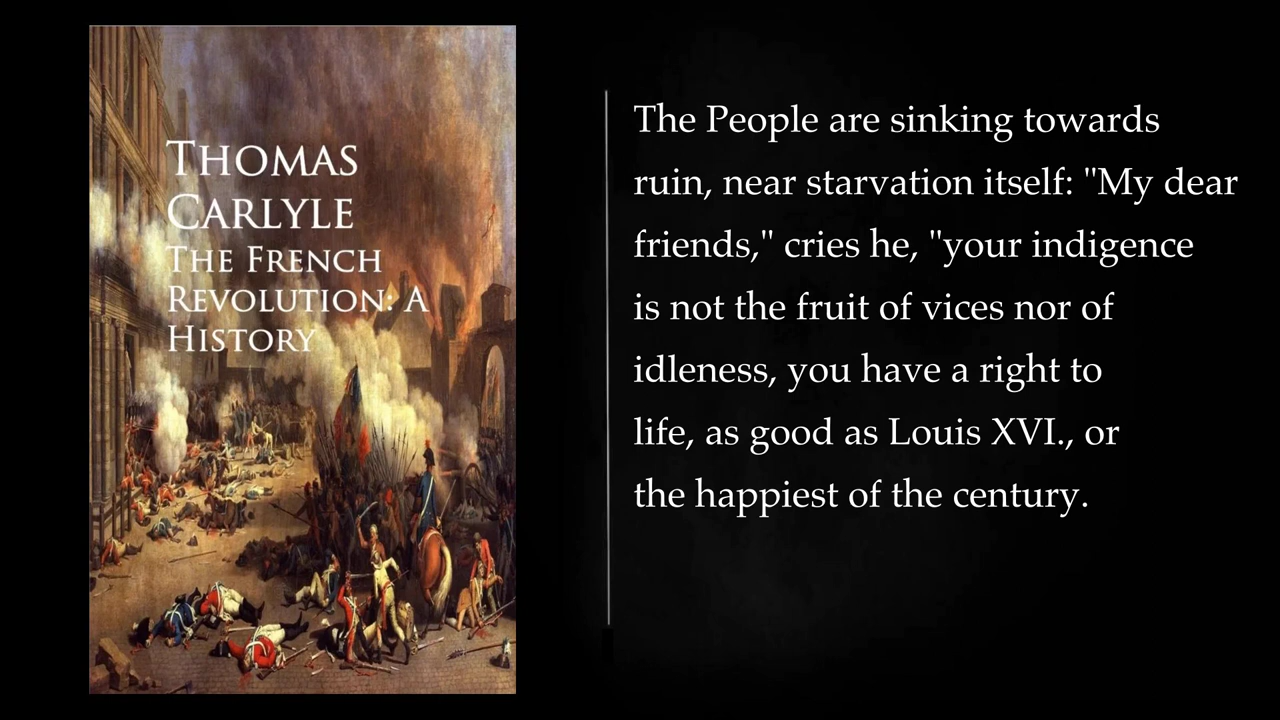 THOMAS
CARLYLE
THE FRENCH
REVOLUTION: A
HISTORY
The People are sinking towards
ruin, near starvation itself: "My dear
friends," cries he, "your indigence
is not the fruit of vices nor of
idleness, you have a right to
life, as good as Louis XVI., or
the happiest of the century.